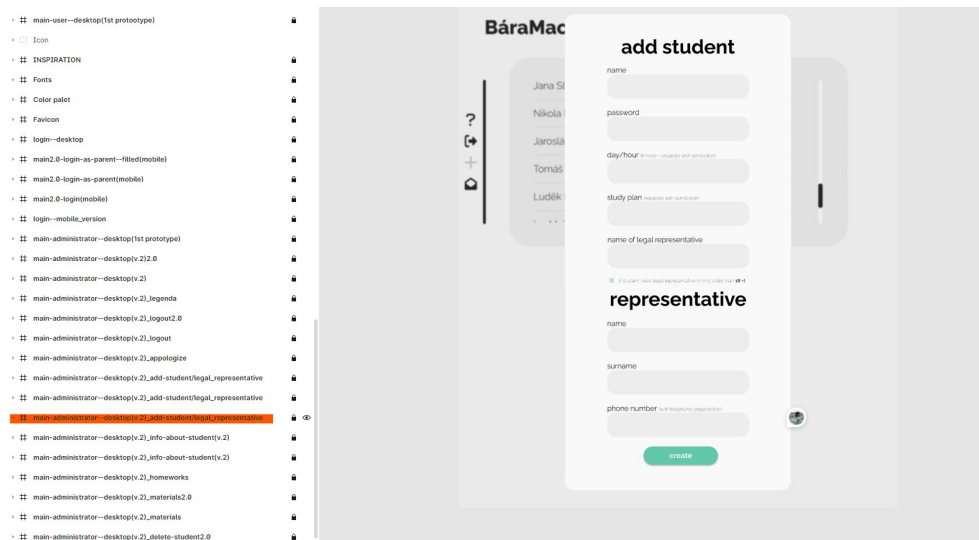 main-user--desktop(1st protootype)
Icon
INSPIRATION
Fonts
Color palet
Favicon
login--desktop
main2.0-login-as-parent--filled(mobile)
main2.0-login-as-parent(mobile)
main2.0-login(mobile)
login--mobile_version
main-administrator--desktop(1st prototype)
main-administrator--desktop(v.2)2.0
main-administrator--desktop(v.2)
main-administrator--desktop(v.2)_legenda
main-administrator--desktop(v.2)_logout2.0
main-administrator--desktop(v.2)_logout
main-administrator--desktop(v.2)_appologize
main-administrator--desktop(v.2)_add-student/legal_representative
main-administrator--desktop(v.2)_add-student/legal_representative
main-administrator--desktop(v.2)_add-student/legal_representative
main-administrator--desktop(v.2)_info-about-student(v.2)
main-administrator--desktop(v.2)_info-about-student(v.2)
main-administrator--desktop(v.2)_homeworks
main-administrator--desktop(v.2)_materials2.0
main-administrator--desktop(v.2)_materials
main-administrator--desktop(v.2)_delete-student2.0
BáraMac
Jana Sl
Nikola
Jaroslá
Tomáš
Luděk
add student
name
password
day/hour
study plan
name of legal representative
representative
name
surname
phone number
create